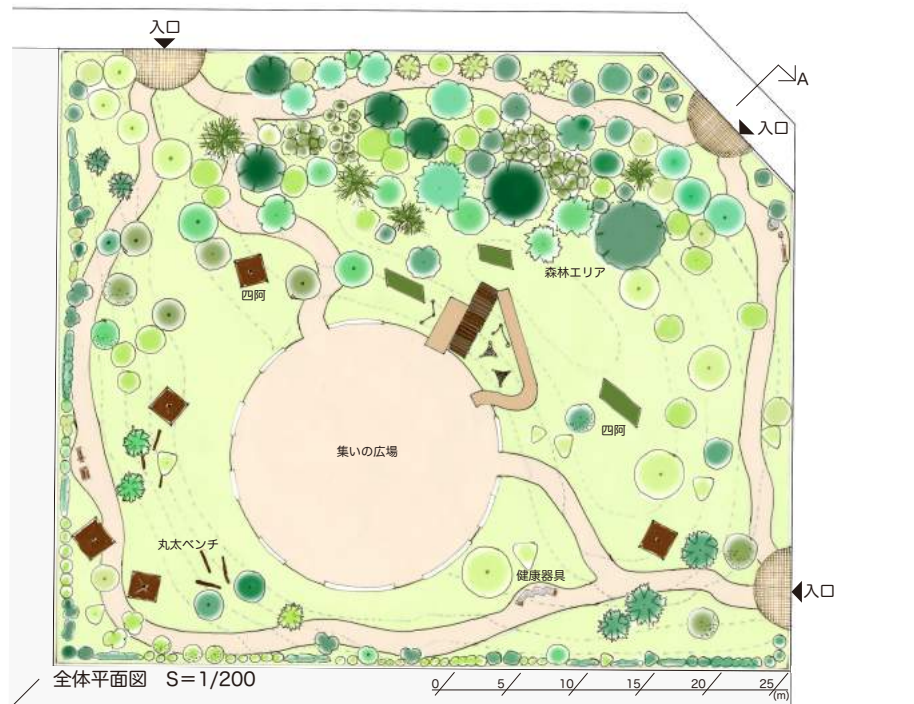 入口
A
入口
森林エリア
四阿
四阿
集いの広場
丸太ベンチ
健康器具
入口
全体平面図 S=1/200
0 5 10 15 20 25
(m)